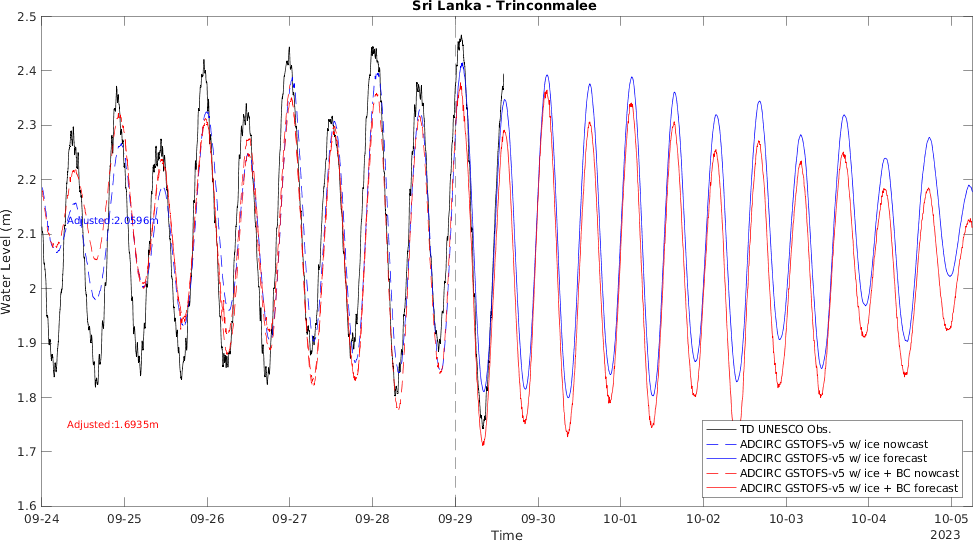 Sri Lanka - Trinconmalee
2.5
2.4
2.3
2.2
2.1
2
1.9
1.8
1.7
1.6
Water Level (m)
Adjusted:2.0596m
Adjusted:1.6935m
TD UNESCO Obs.
ADCIRC GSTOFS-v5 w/ ice nowcast
ADCIRC GSTOFS-v5 w/ ice forecast
ADCIRC GSTOFS-v5 w/ ice + BC nowcast
ADCIRC GSTOFS-v5 w/ ice + BC forecast
09-24 09-25 09-26 09-27 09-28 09-29 09-30 10-01 10-02 10-03 10-04 10-05
2023
Time